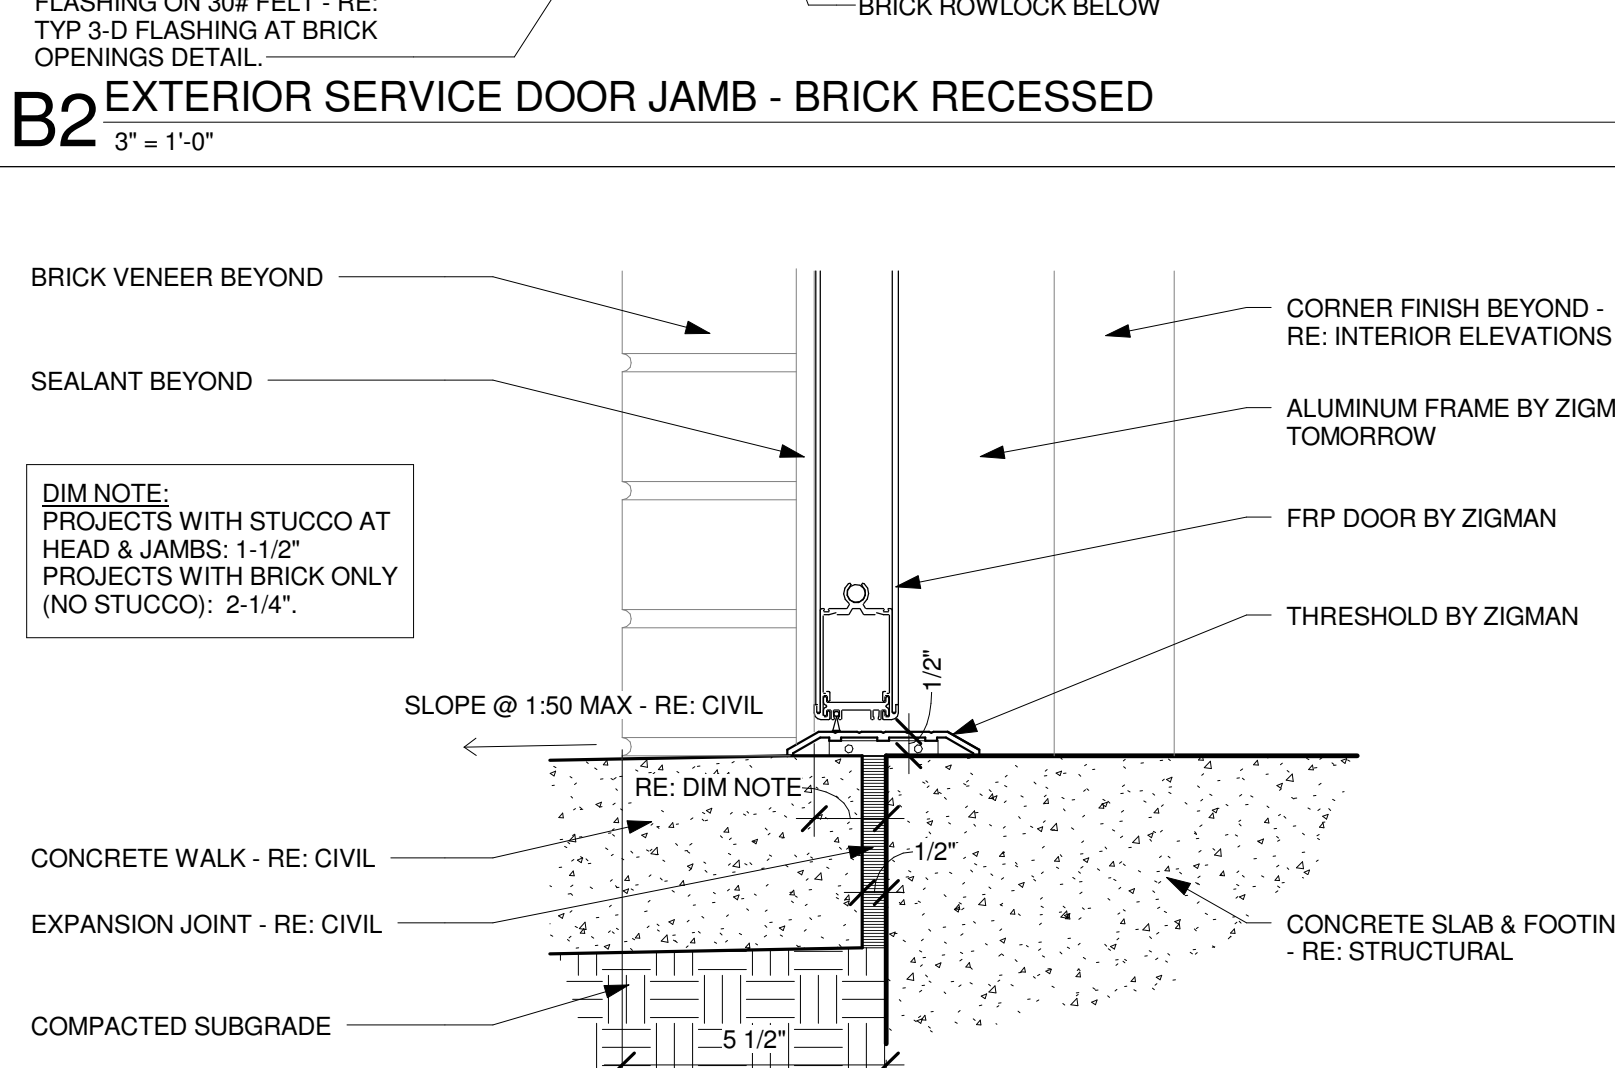 FLASHING ON 30# FELT - RE:
TYP 3-D FLASHING AT BRICK
OPENINGS DETAIL.
BRICK ROWLOCK BELOW
B2 EXTERIOR SERVICE DOOR JAMB - BRICK RECESSED
3" = 1'-0"
BRICK VENEER BEYOND
SEALANT BEYOND
DIM NOTE:
PROJECTS WITH STUCCO AT
HEAD & JAMBS: 1-1/2"
PROJECTS WITH BRICK ONLY
(NO STUCCO): 2-1/4".
CORNER FINISH BEYOND -
RE: INTERIOR ELEVATIONS
ALUMINUM FRAME BY ZIGM
TOMORROW
FRP DOOR BY ZIGMAN
THRESHOLD BY ZIGMAN
1/2"
SLOPE @ 1:50 MAX - RE: CIVIL
RE: DIM NOTE
1/2"
CONCRETE WALK - RE: CIVIL
EXPANSION JOINT - RE: CIVIL
CONCRETE SLAB & FOOTIN
- RE: STRUCTURAL
COMPACTED SUBGRADE
5 1/2"